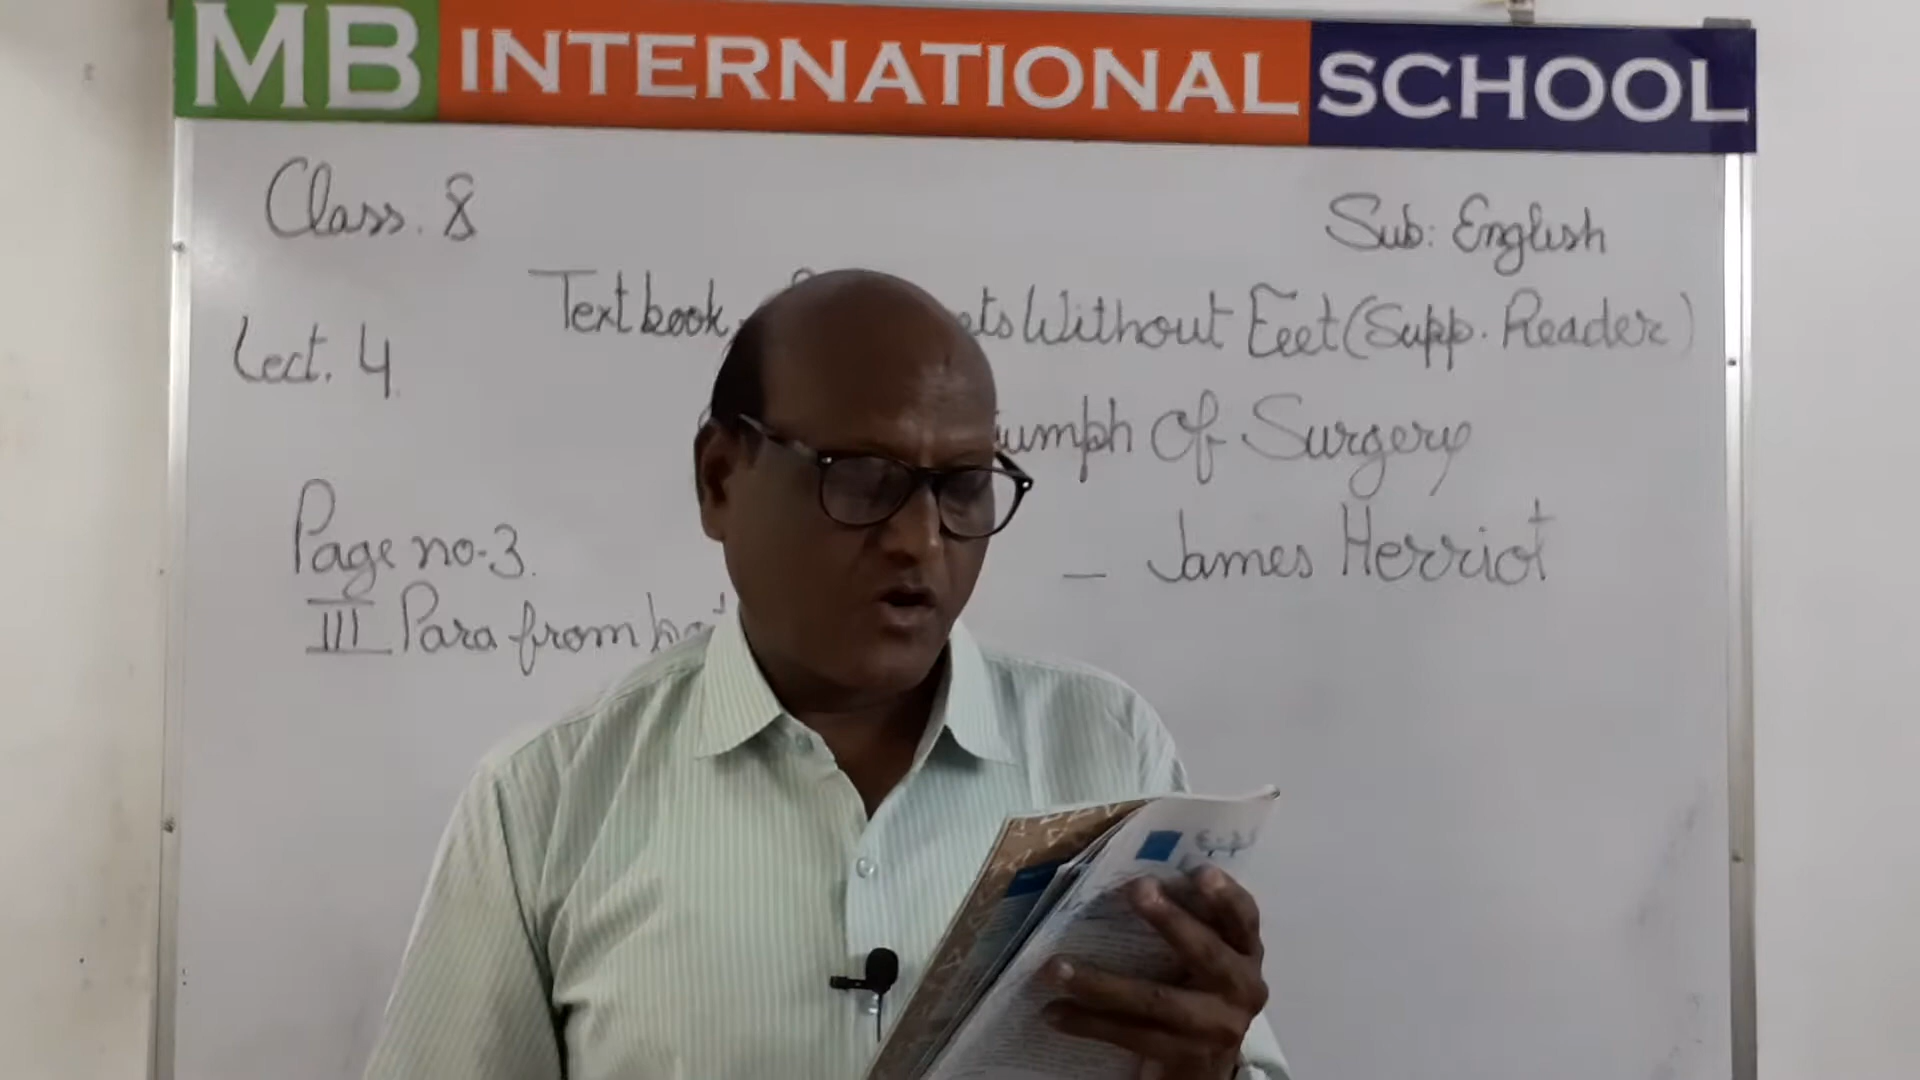 MB INTERNATIONAL SCHOOL
Class. 8
Sub: English
Textbook
Without Feet (Supp. Reader)
Lect. 4
Of Surgery
Page no-3.
— James Herriot
III Para from